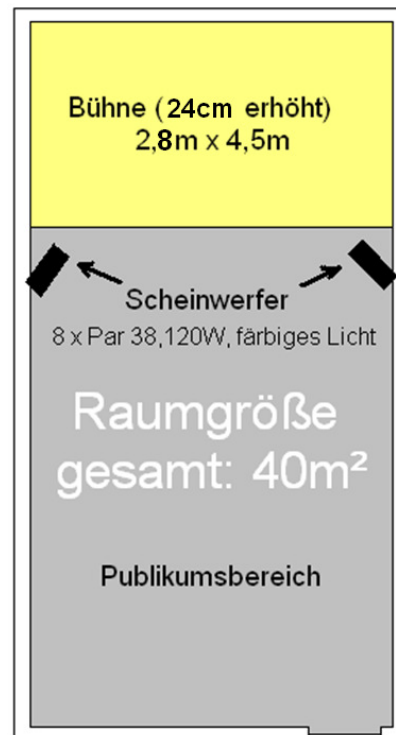 Bühne (24cm erhöht)
2,8m x 4,5m
Scheinwerfer
8 x Par 38,120W, färbiges Licht
Raumgröße
gesamt: 40m²
Publikumsbereich